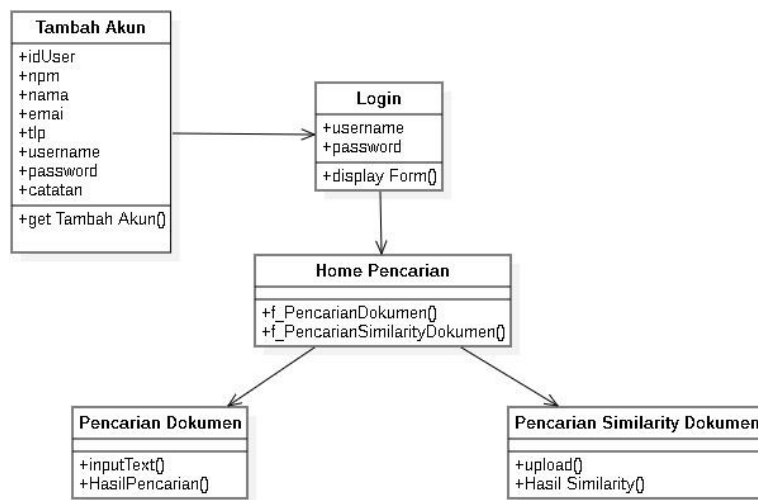 Tambah Akun
+idUser
+npm
+nama
+emai
+tlp
+username
+password
+catatan
+get Tambah Akun()
Login
+username
+password
+display Form()
Home Pencarian
+f_PencarianDokumen()
+f_PencarianSimilarityDokumen()
Pencarian Dokumen
+inputText()
+HasilPencarian()
Pencarian Similarity Dokumen
+upload()
+Hasil Similarity()